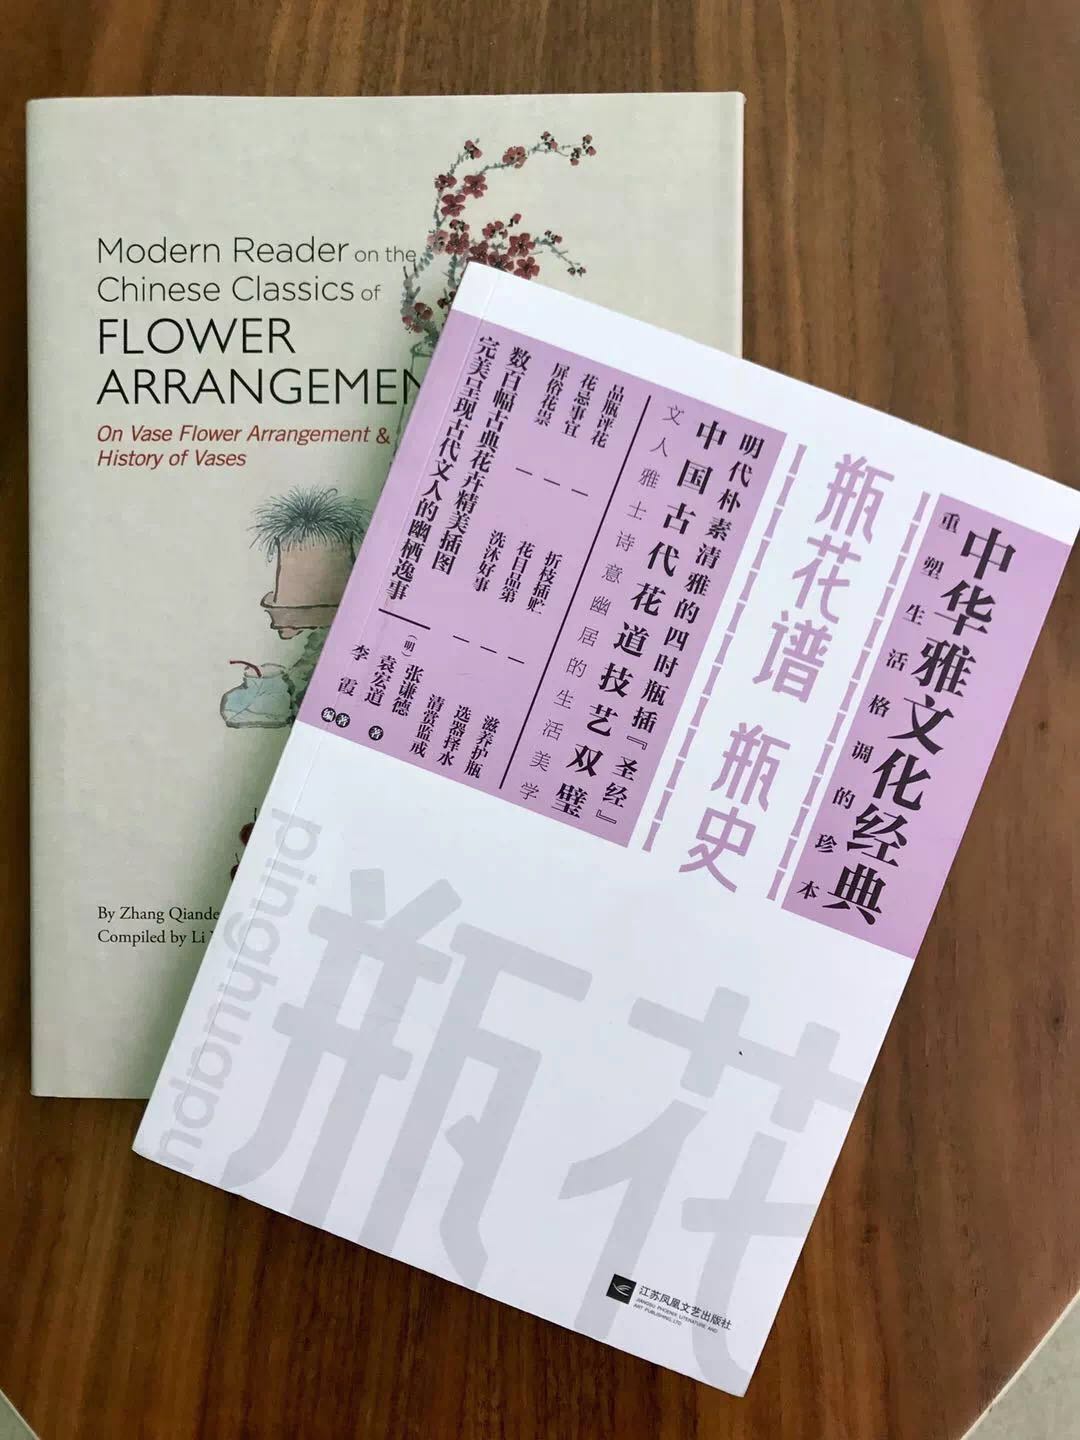 Modern Reader on the
Chinese Classics of
FLOWER
ARRANGEMEN
On Vase Flower Arrangement &
History of Vases
By Zhang Qiande
Compiled by Li
中华雅文化经典
重塑生活格调的珍本
瓶花谱 瓶史
明代朴素清雅的四时瓶插『圣经』
中国古代花道技艺双璧
文人雅士诗意幽居的生活美学
品瓶评花 — 折枝插贮 — 滋养护瓶
花忌事宜 — 花目品第 — 清赏监戒
屏俗花祟 — 洗沐好事 — 选器择水
数百幅古典花卉精美插图
完美呈现古代文人的幽栖逸事
(明) 张谦德
袁宏道 著
李霞 编著
pinghuapu
瓶花
江苏凤凰文艺出版社
JIANGSU PHOENIX LITERATURE AND
ART PUBLISHING,LTD